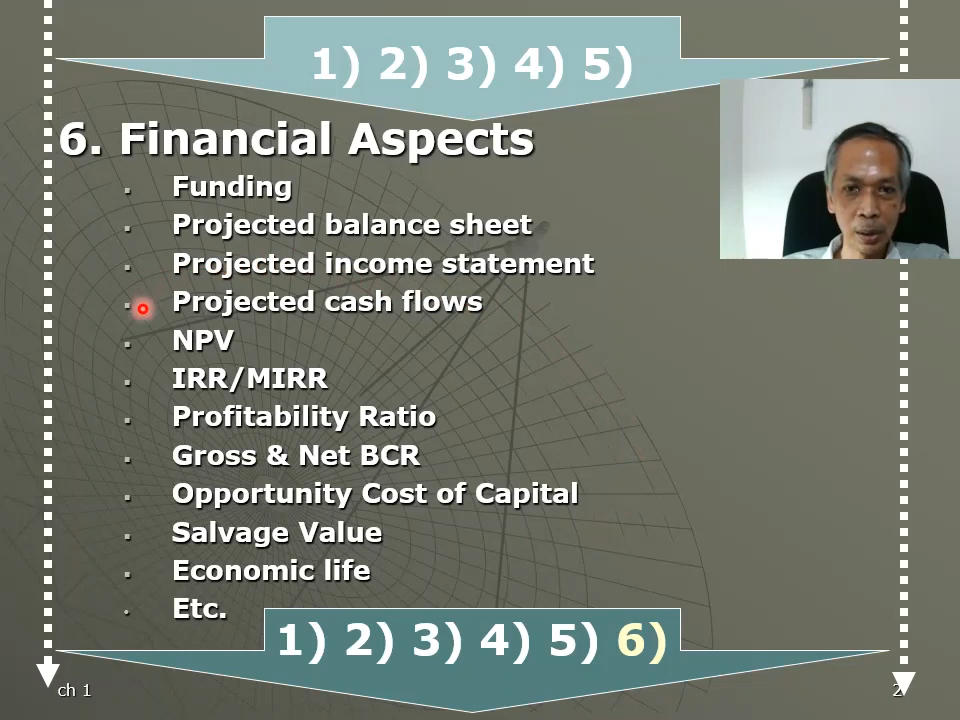 1) 2) 3) 4) 5)
6. Financial Aspects
Funding
Projected balance sheet
Projected income statement
Projected cash flows
NPV
IRR/MIRR
Profitability Ratio
Gross & Net BCR
Opportunity Cost of Capital
Salvage Value
Economic life
Etc.
1) 2) 3) 4) 5) 6)
ch 1
2